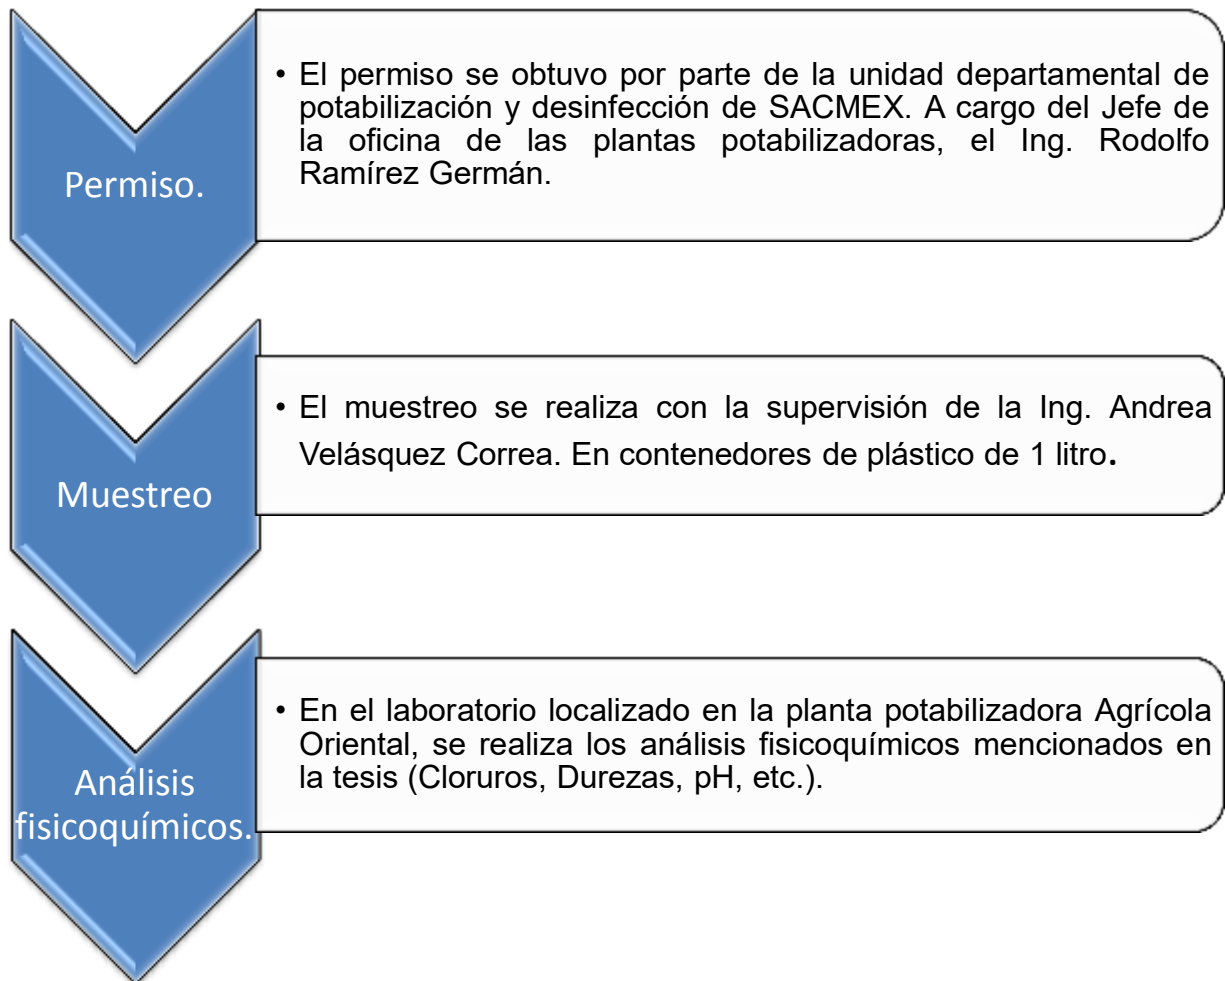 Permiso.
• El permiso se obtuvo por parte de la unidad departamental de
potabilización y desinfección de SACMEX. A cargo del Jefe de
la oficina de las plantas potabilizadoras, el Ing. Rodolfo
Ramírez Germán.
Muestreo
• El muestreo se realiza con la supervisión de la Ing. Andrea
Velásquez Correa. En contenedores de plástico de 1 litro.
Análisis
fisicoquímicos.
• En el laboratorio localizado en la planta potabilizadora Agrícola
Oriental, se realiza los análisis fisicoquímicos mencionados en
la tesis (Cloruros, Durezas, pH, etc.).